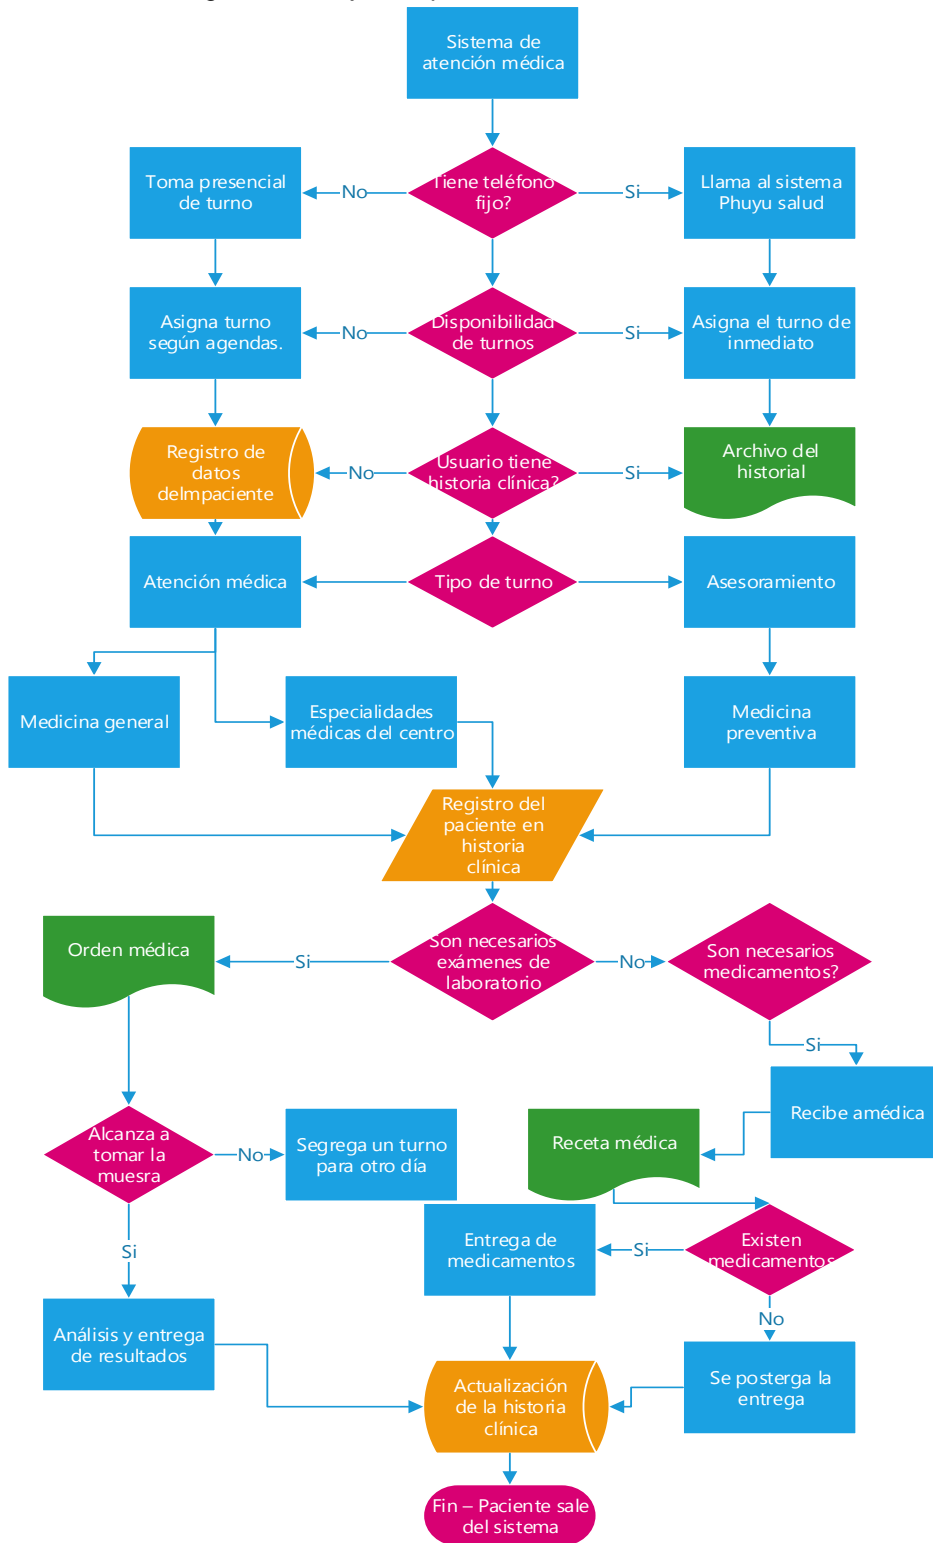 Sistema de
atención médica
Toma presencial
de turno
No
Tiene teléfono
fijo?
Si
Llama al sistema
Phuyu salud
Asigna turno
según agendas.
No
Disponibilidad
de turnos
Si
Asigna el turno de
inmediato
Registro de
datos
delmpaciente
No
Usuario tiene
historia clínica?
Si
Archivo del
historial
Atención médica
Tipo de turno
Asesoramiento
Medicina general
Especialidades
médicas del centro
Medicina
preventiva
Registro del
paciente en
historia
clínica
Orden médica
Si
Son necesarios
exámenes de
laboratorio
No
Son necesarios
medicamentos?
Si
Recibe amédica
Alcanza a
tomar la
muesra
No
Segrega un turno
para otro día
Receta médica
Si
Entrega de
medicamentos
Si
Existen
medicamentos
No
Análisis y entrega
de resultados
Actualización
de la historia
clínica
Se posterga la
entrega
Fin – Paciente sale
del sistema